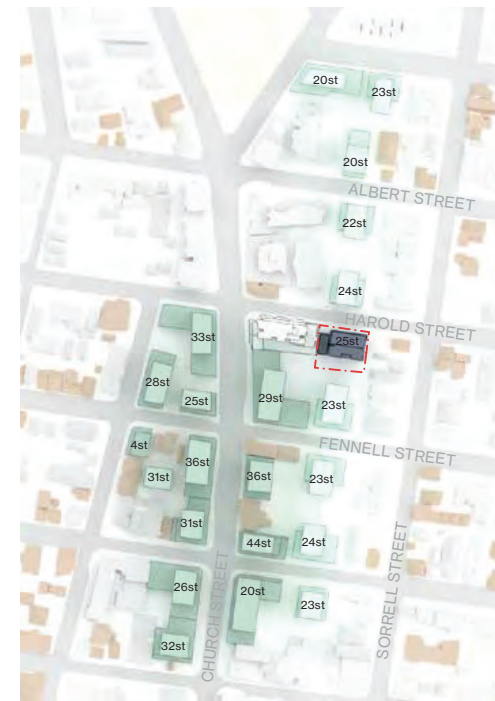 20st
23st
20st
ALBERT STREET
22st
24st
HAROLD STREET
25st
33st
28st
25st
29st
23st
FENNELL STREET
4st
36st
31st
36st
23st
31st
44st
24st
26st
20st
23st
32st
CHURCH STREET
SORRELL STREET